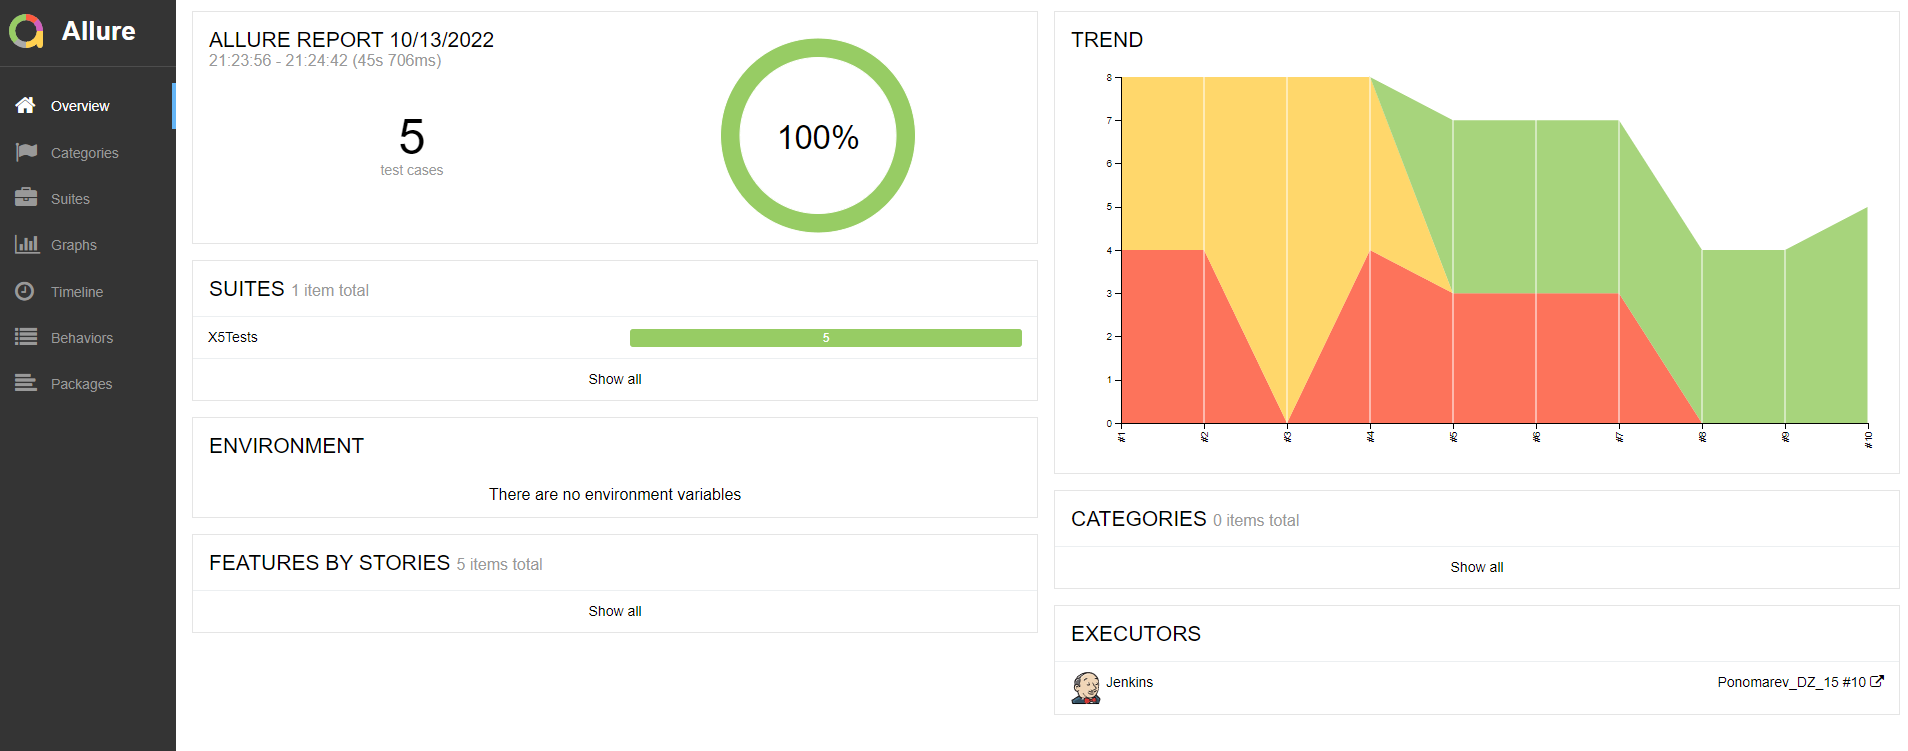 Allure
Overview
Categories
Suites
Graphs
Timeline
Behaviors
Packages
ALLURE REPORT 10/13/2022
21:23:56 - 21:24:42 (45s 706ms)
5
test cases
100%
SUITES 1 item total
X5Tests 5
Show all
ENVIRONMENT
There are no environment variables
FEATURES BY STORIES 5 items total
Show all
TREND
8
7
6
5
4
3
2
1
0
#1 #2 #3 #4 #5 #6 #7 #8 #9 #10
CATEGORIES 0 items total
Show all
EXECUTORS
Jenkins Ponomarev_DZ_15 #10